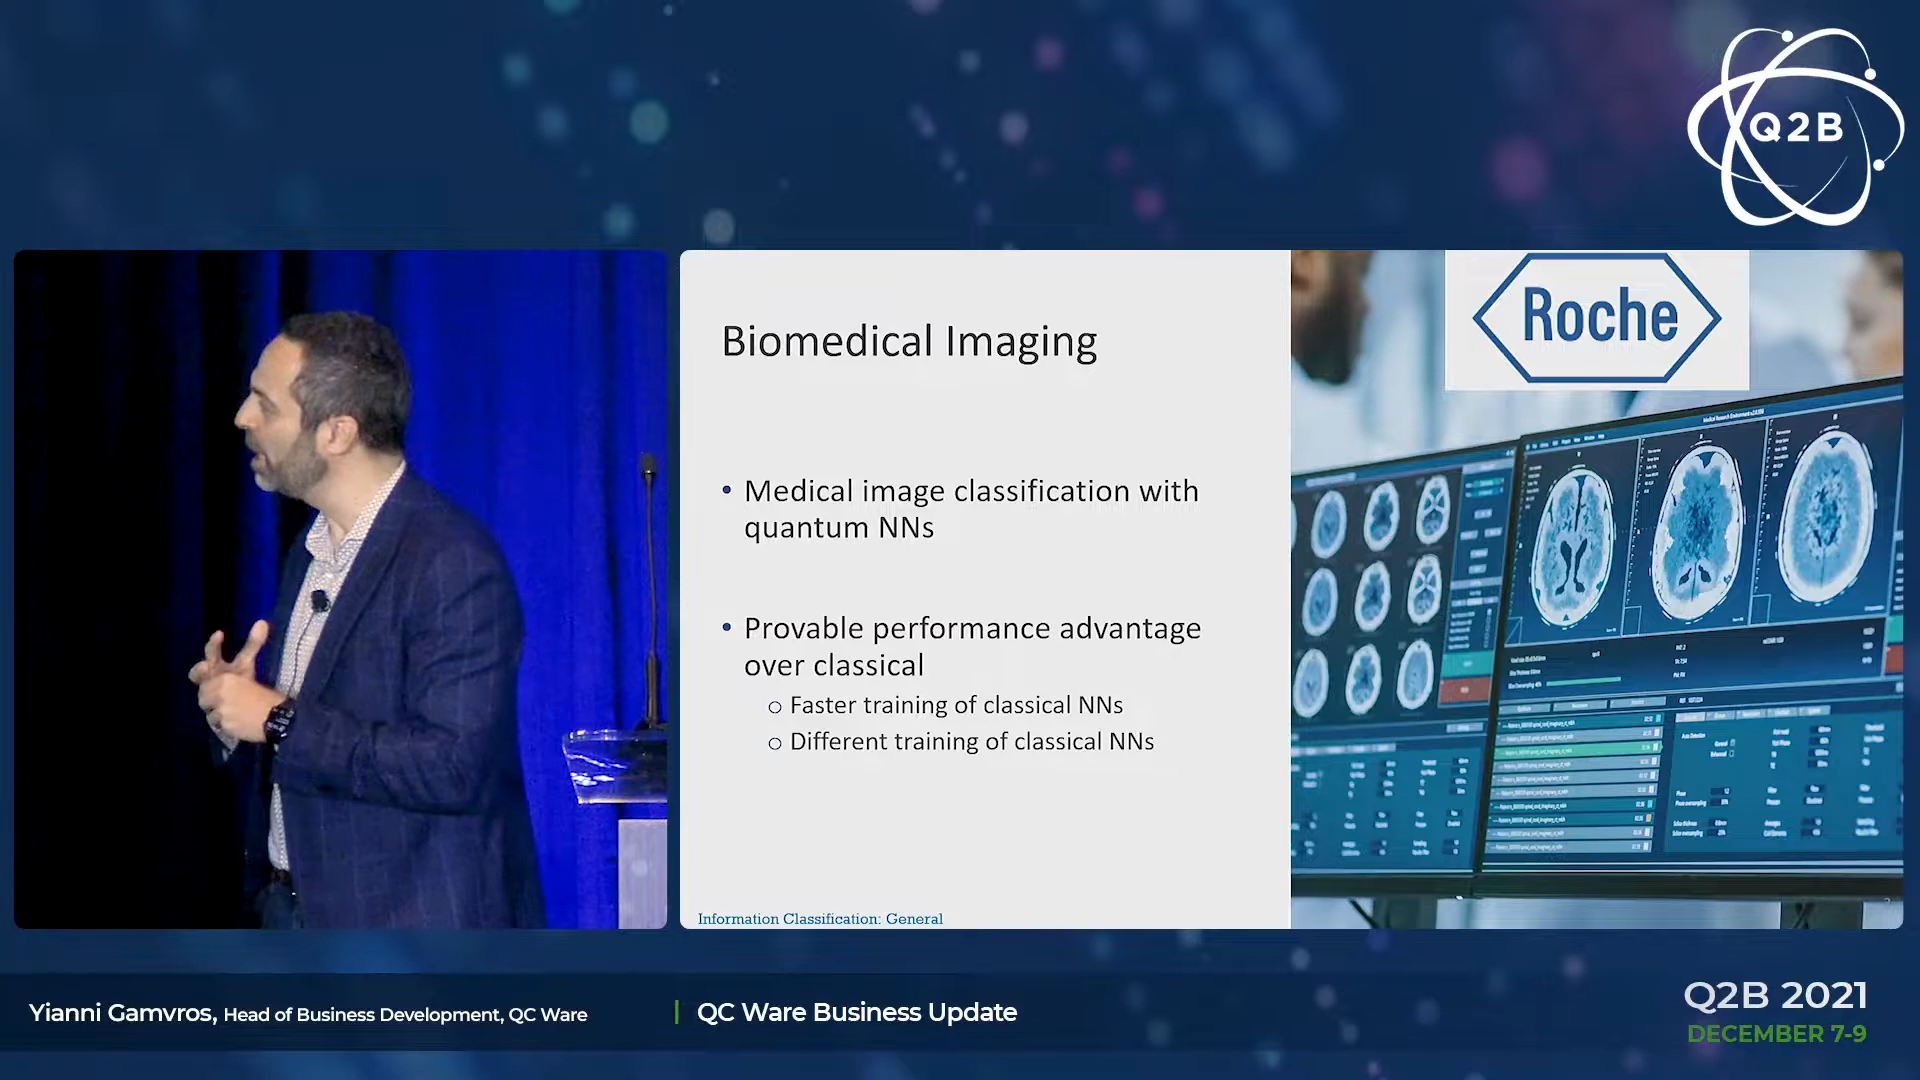 Q2B
Roche
Biomedical Imaging
• Medical image classification with
quantum NNs
• Provable performance advantage
over classical
○ Faster training of classical NNs
○ Different training of classical NNs
Information Classification: General
Yianni Gamvros, Head of Business Development, QC Ware
QC Ware Business Update
Q2B 2021
DECEMBER 7-9